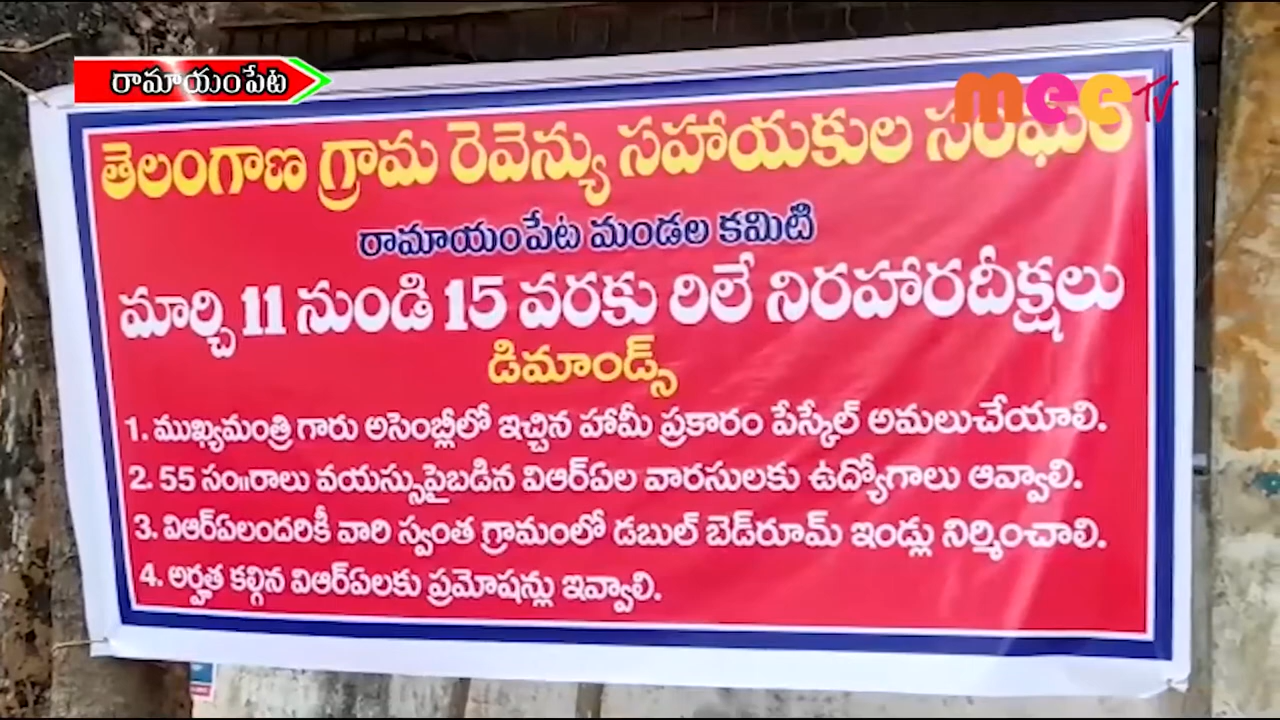 రామాయంపేట
mee TV
తెలంగాణ గ్రామ రెవెన్యు సహాయకుల సంఘం
రామాయంపేట మండల కమిటి
మార్చి 11 నుండి 15 వరకు రిలే నిరహారదీక్షలు
డిమాండ్స్
1. ముఖ్యమంత్రి గారు అసెంబ్లీలో ఇచ్చిన హామీ ప్రకారం పేస్కేల్ అమలుచేయాలి.
2. 55 సం॥రాలు వయస్సుపైబడిన విఆర్ఏల వారసులకు ఉద్యోగాలు ఆవ్వాలి.
3. విఆర్ఏలందరికీ వారి స్వంత గ్రామంలో డబుల్ బెడ్‌రూమ్ ఇండ్లు నిర్మించాలి.
4. అర్హత కల్గిన విఆర్ఏలకు ప్రమోషన్లు ఇవ్వాలి.